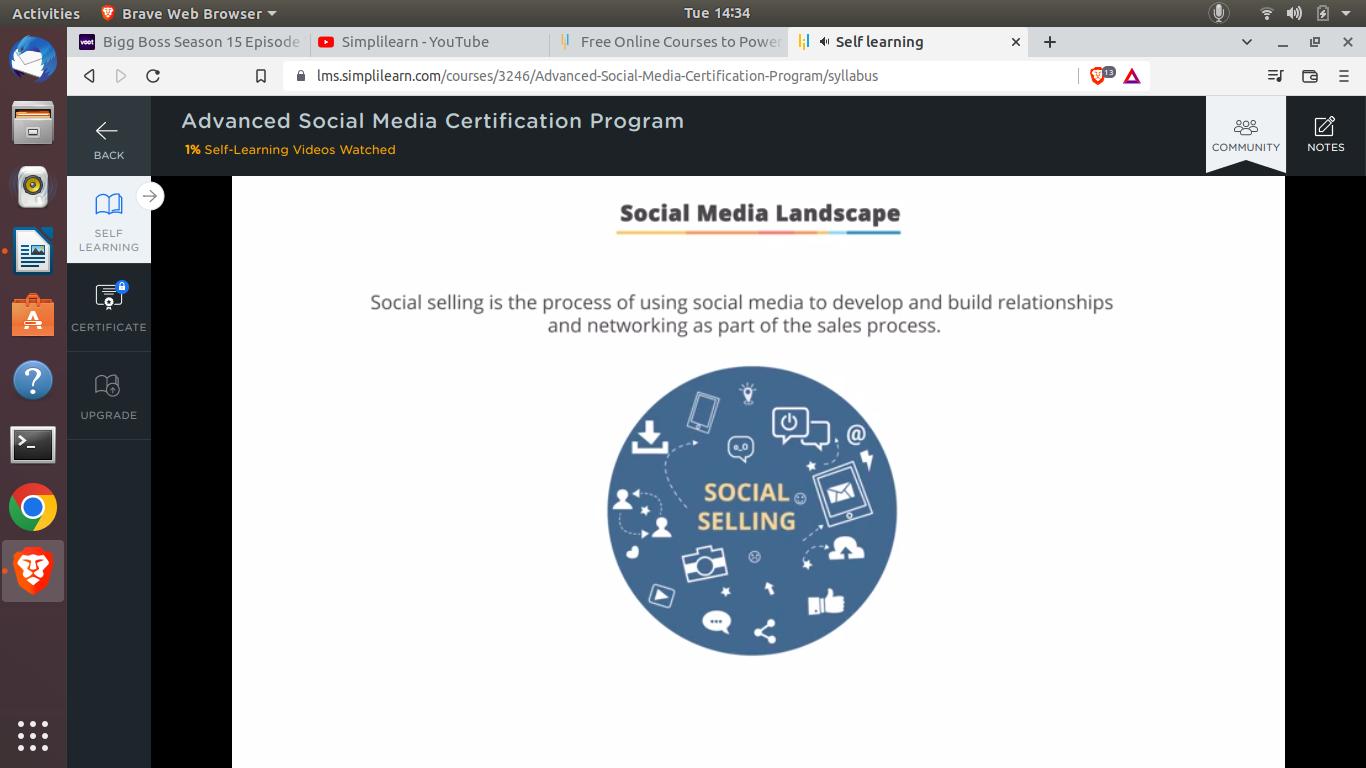 Activities
Brave Web Browser
Tue 14:34
voot
Bigg Boss Season 15 Episode
Simplilearn - YouTube
Free Online Courses to Power
Self learning
lms.simplilearn.com/courses/3246/Advanced-Social-Media-Certification-Program/syllabus
13
BACK
Advanced Social Media Certification Program
1% Self-Learning Videos Watched
COMMUNITY
NOTES
SELF
LEARNING
CERTIFICATE
UPGRADE
Social Media Landscape
Social selling is the process of using social media to develop and build relationships
and networking as part of the sales process.
@
SOCIAL
SELLING